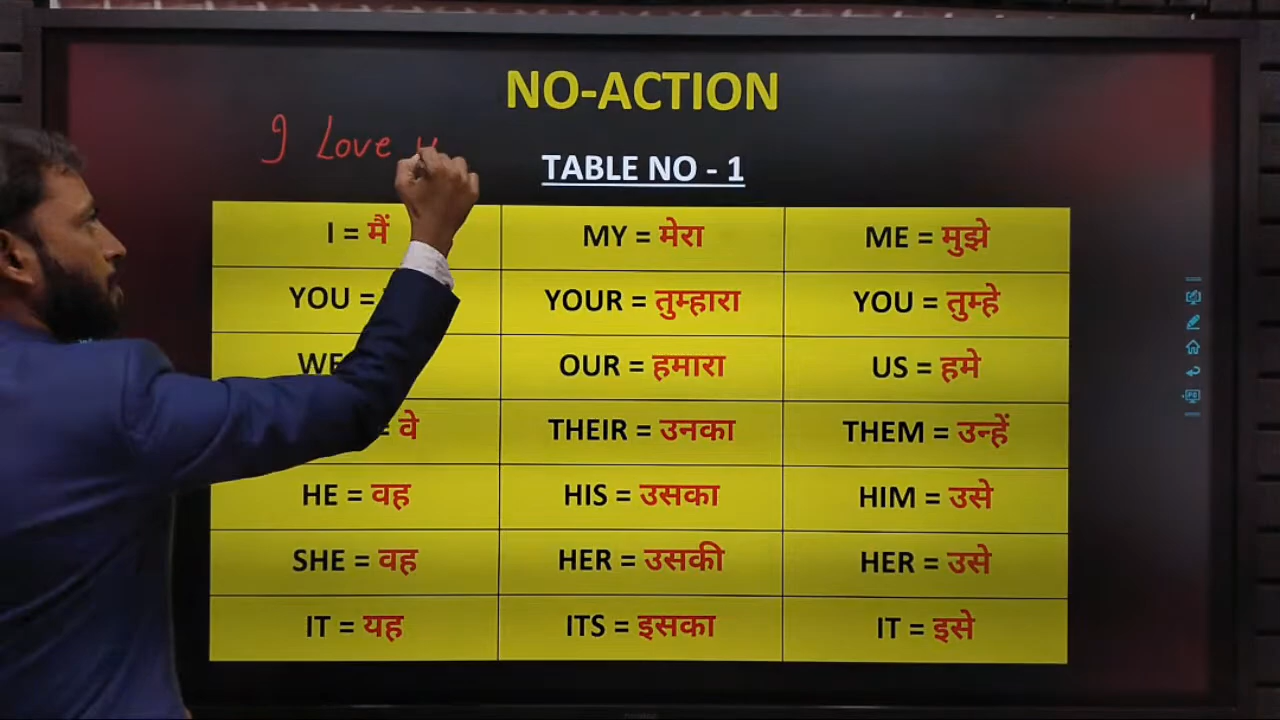 NO-ACTION
I Love
TABLE NO - 1
I = मैं MY = मेरा ME = मुझे
YOU = YOUR = तुम्हारा YOU = तुम्हे
WE OUR = हमारा US = हमे
= वे THEIR = उनका THEM = उन्हें
HE = वह HIS = उसका HIM = उसे
SHE = वह HER = उसकी HER = उसे
IT = यह ITS = इसका IT = इसे